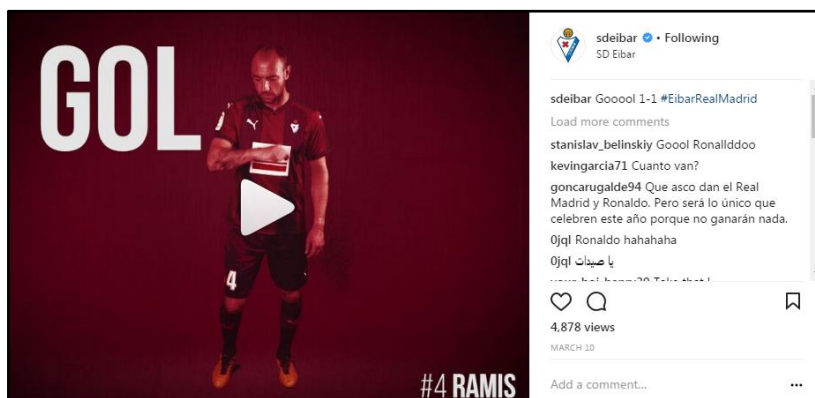 GOL
4
#4 RAMIS
sdeibar • Following
SD Eibar
sdeibar Gooool 1-1 #EibarRealMadrid
Load more comments
stanislav_belinskiy Goool Ronallddoo
kevingarcia71 Cuanto van?
goncarugalde94 Que asco dan el Real
Madrid y Ronaldo. Pero será lo único que
celebren este año porque no ganarán nada.
0jql Ronaldo hahahaha
0jql يا صيدات
4,878 views
MARCH 10
Add a comment...